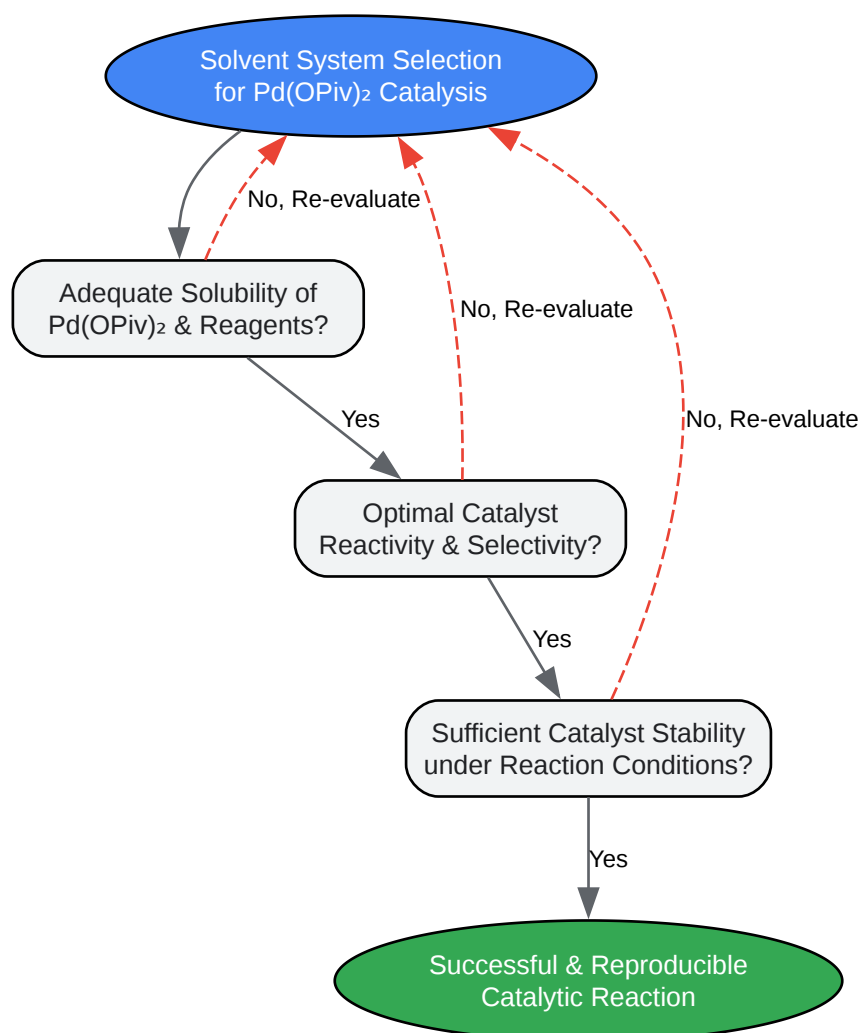 Solvent System Selection
for Pd(OPiv)₂ Catalysis
No, Re-evaluate
Adequate Solubility of
Pd(OPiv)₂ & Reagents?
No, Re-evaluate
Yes
No, Re-evaluate
Optimal Catalyst
Reactivity & Selectivity?
Yes
Sufficient Catalyst Stability
under Reaction Conditions?
Yes
Successful & Reproducible
Catalytic Reaction